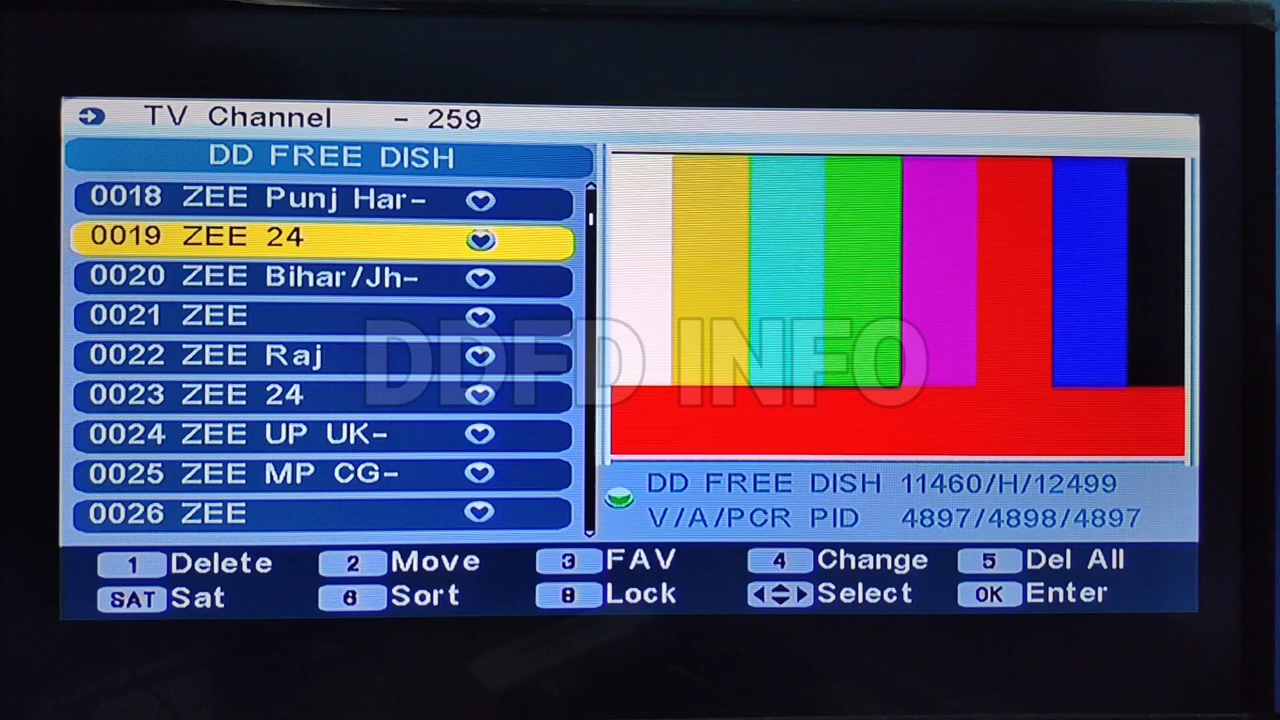 TV Channel - 259
DD FREE DISH
0018 ZEE Punj Har-
0019 ZEE 24
0020 ZEE Bihar/Jh-
0021 ZEE
0022 ZEE Raj
0023 ZEE 24
0024 ZEE UP UK-
0025 ZEE MP CG-
0026 ZEE
DDFD INFO
DD FREE DISH 11460/H/12499
V/A/PCR PID 4897/4898/4897
1 Delete 2 Move 3 FAV 4 Change 5 Del All
SAT Sat 6 Sort 8 Lock Select OK Enter